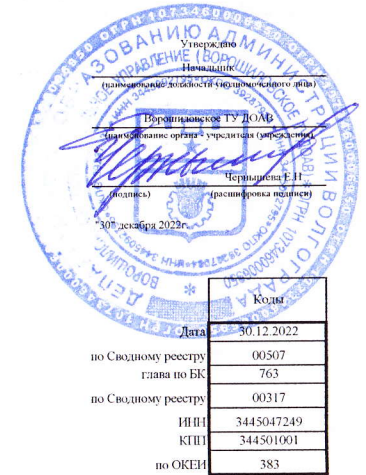 Утверждаю
Начальник
(наименование должности уполномоченного лица)
Ворошиловское ТУ ДОАВ
(наименование органа - учредителя (учреждения)
Чернышева Е.Н
(подпись) (расшифровка подписи)
"30" декабря 2022г.
Коды
Дата 30.12.2022
по Сводному реестру 00507
глава по БК 763
по Сводному реестру 00317
ИНН 3445047249
КПП 344501001
по ОКЕИ 383